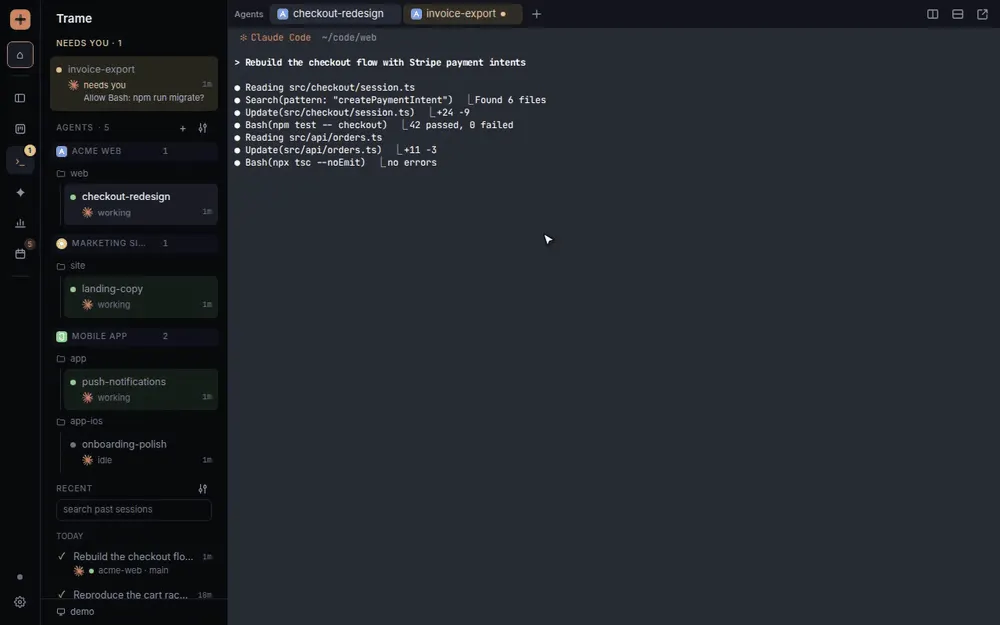 Trame
NEEDS YOU · 1
invoice-export
needs you 1m
Allow Bash: npm run migrate?
AGENTS · 5
ACME WEB 1
web
checkout-redesign
working 1m
MARKETING SI... 1
site
landing-copy
working 1m
MOBILE APP 2
app
push-notifications
working 1m
app-ios
onboarding-polish
idle 1m
RECENT
search past sessions
TODAY
Rebuild the checkout flo... 1m
acme-web · main
Reproduce the cart rac... 18m
demo
1
5
Agents A checkout-redesign A invoice-export
Claude Code ~/code/web
> Rebuild the checkout flow with Stripe payment intents
Reading src/checkout/session.ts
Search(pattern: "createPaymentIntent") ⎿Found 6 files
Update(src/checkout/session.ts) ⎿+24 -9
Bash(npm test -- checkout) ⎿42 passed, 0 failed
Reading src/api/orders.ts
Update(src/api/orders.ts) ⎿+11 -3
Bash(npx tsc --noEmit) ⎿no errors